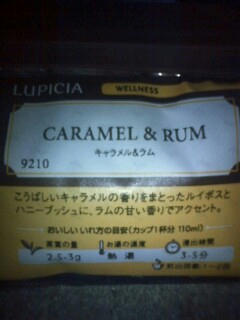 LUPICIA WELLNESS
CARAMEL & RUM
キャラメル&ラム
9210
こうばしいキャラメルの香りをまとったルイボスと
ハニーブッシュに、ラムの甘い香りでアクセント。
おいしいいれ方の目安(カップ1杯分 110ml)
茶葉の量 お湯の温度 浸出時間
2.5-3g 熱湯 3-5分